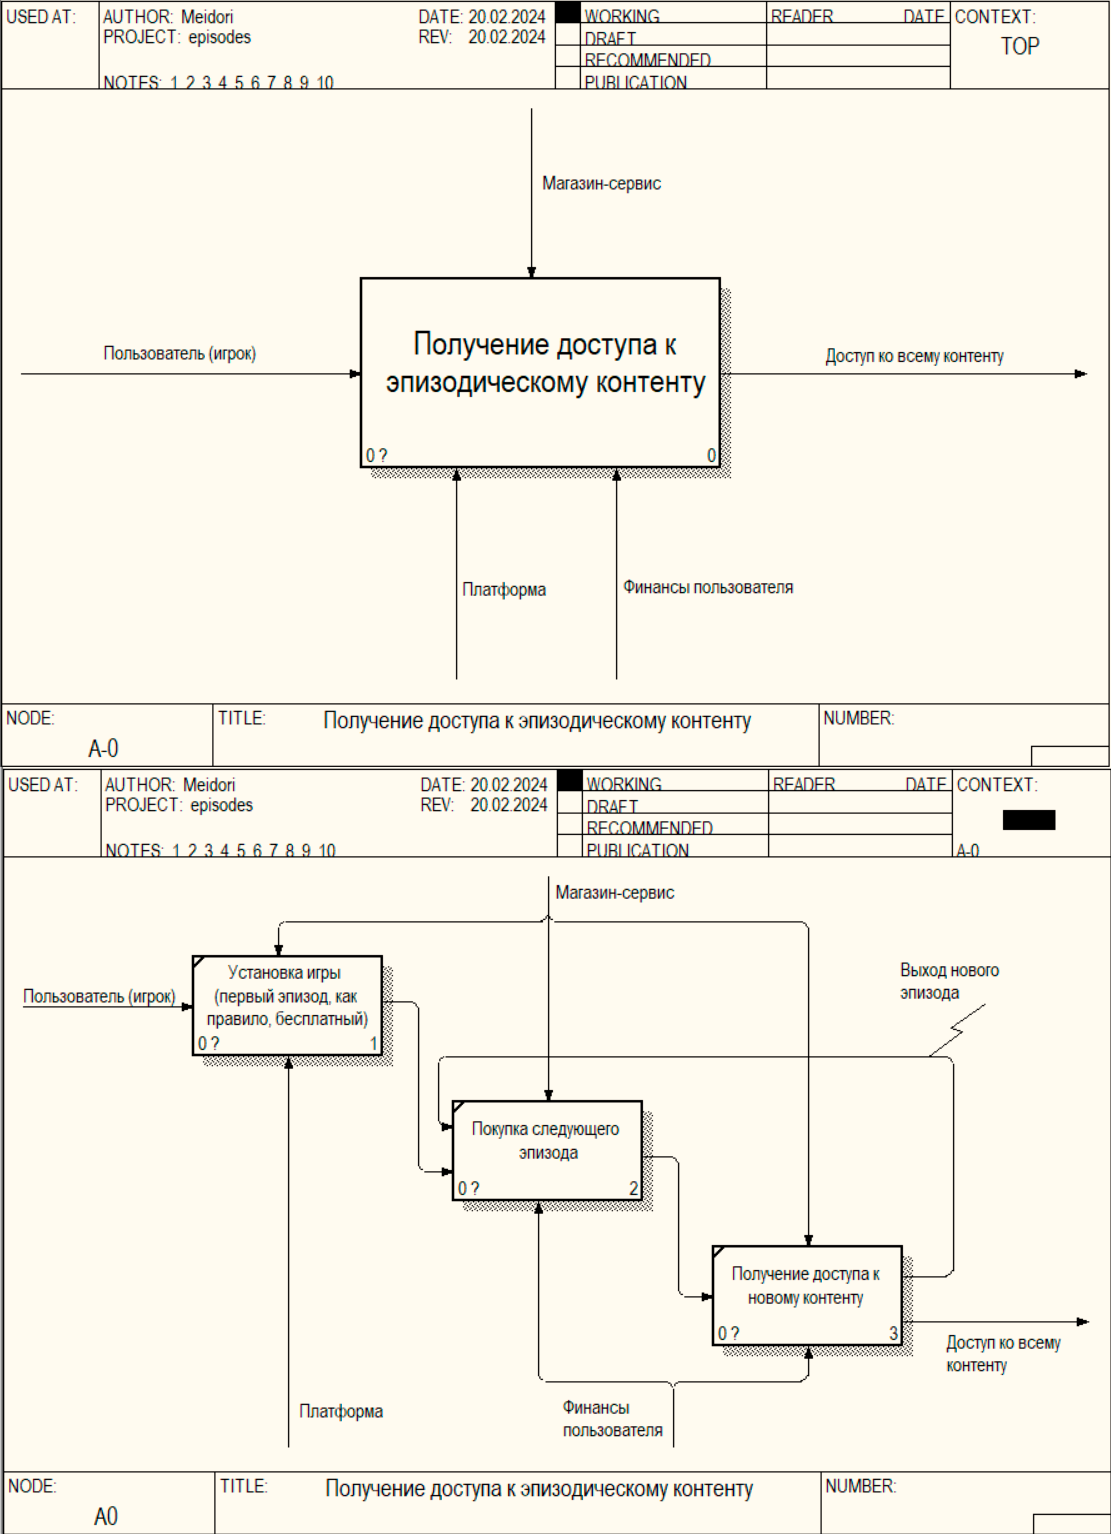 USED AT:
AUTHOR: Meidori
DATE: 20.02.2024
WORKING
READER
DATE
CONTEXT:
PROJECT: episodes
REV: 20.02.2024
DRAFT
TOP
RECOMMENDED
NOTES: 1 2 3 4 5 6 7 8 9 10
PUBLICATION
Магазин-сервис
Получение доступа к
эпизодическому контенту
Пользователь (игрок)
Доступ ко всему контенту
0 ?
0
Платформа
Финансы пользователя
NODE:
TITLE:
Получение доступа к эпизодическому контенту
NUMBER:
A-0
USED AT:
AUTHOR: Meidori
DATE: 20.02.2024
WORKING
READER
DATE
CONTEXT:
PROJECT: episodes
REV: 20.02.2024
DRAFT
RECOMMENDED
NOTES: 1 2 3 4 5 6 7 8 9 10
PUBLICATION
A-0
Магазин-сервис
Пользователь (игрок)
Установка игры
(первый эпизод, как
правило, бесплатный)
0 ?
1
Выход нового
эпизода
Покупка следующего
эпизода
0 ?
2
Получение доступа к
новому контенту
0 ?
3
Доступ ко всему
контенту
Платформа
Финансы
пользователя
NODE:
TITLE:
Получение доступа к эпизодическому контенту
NUMBER:
A0